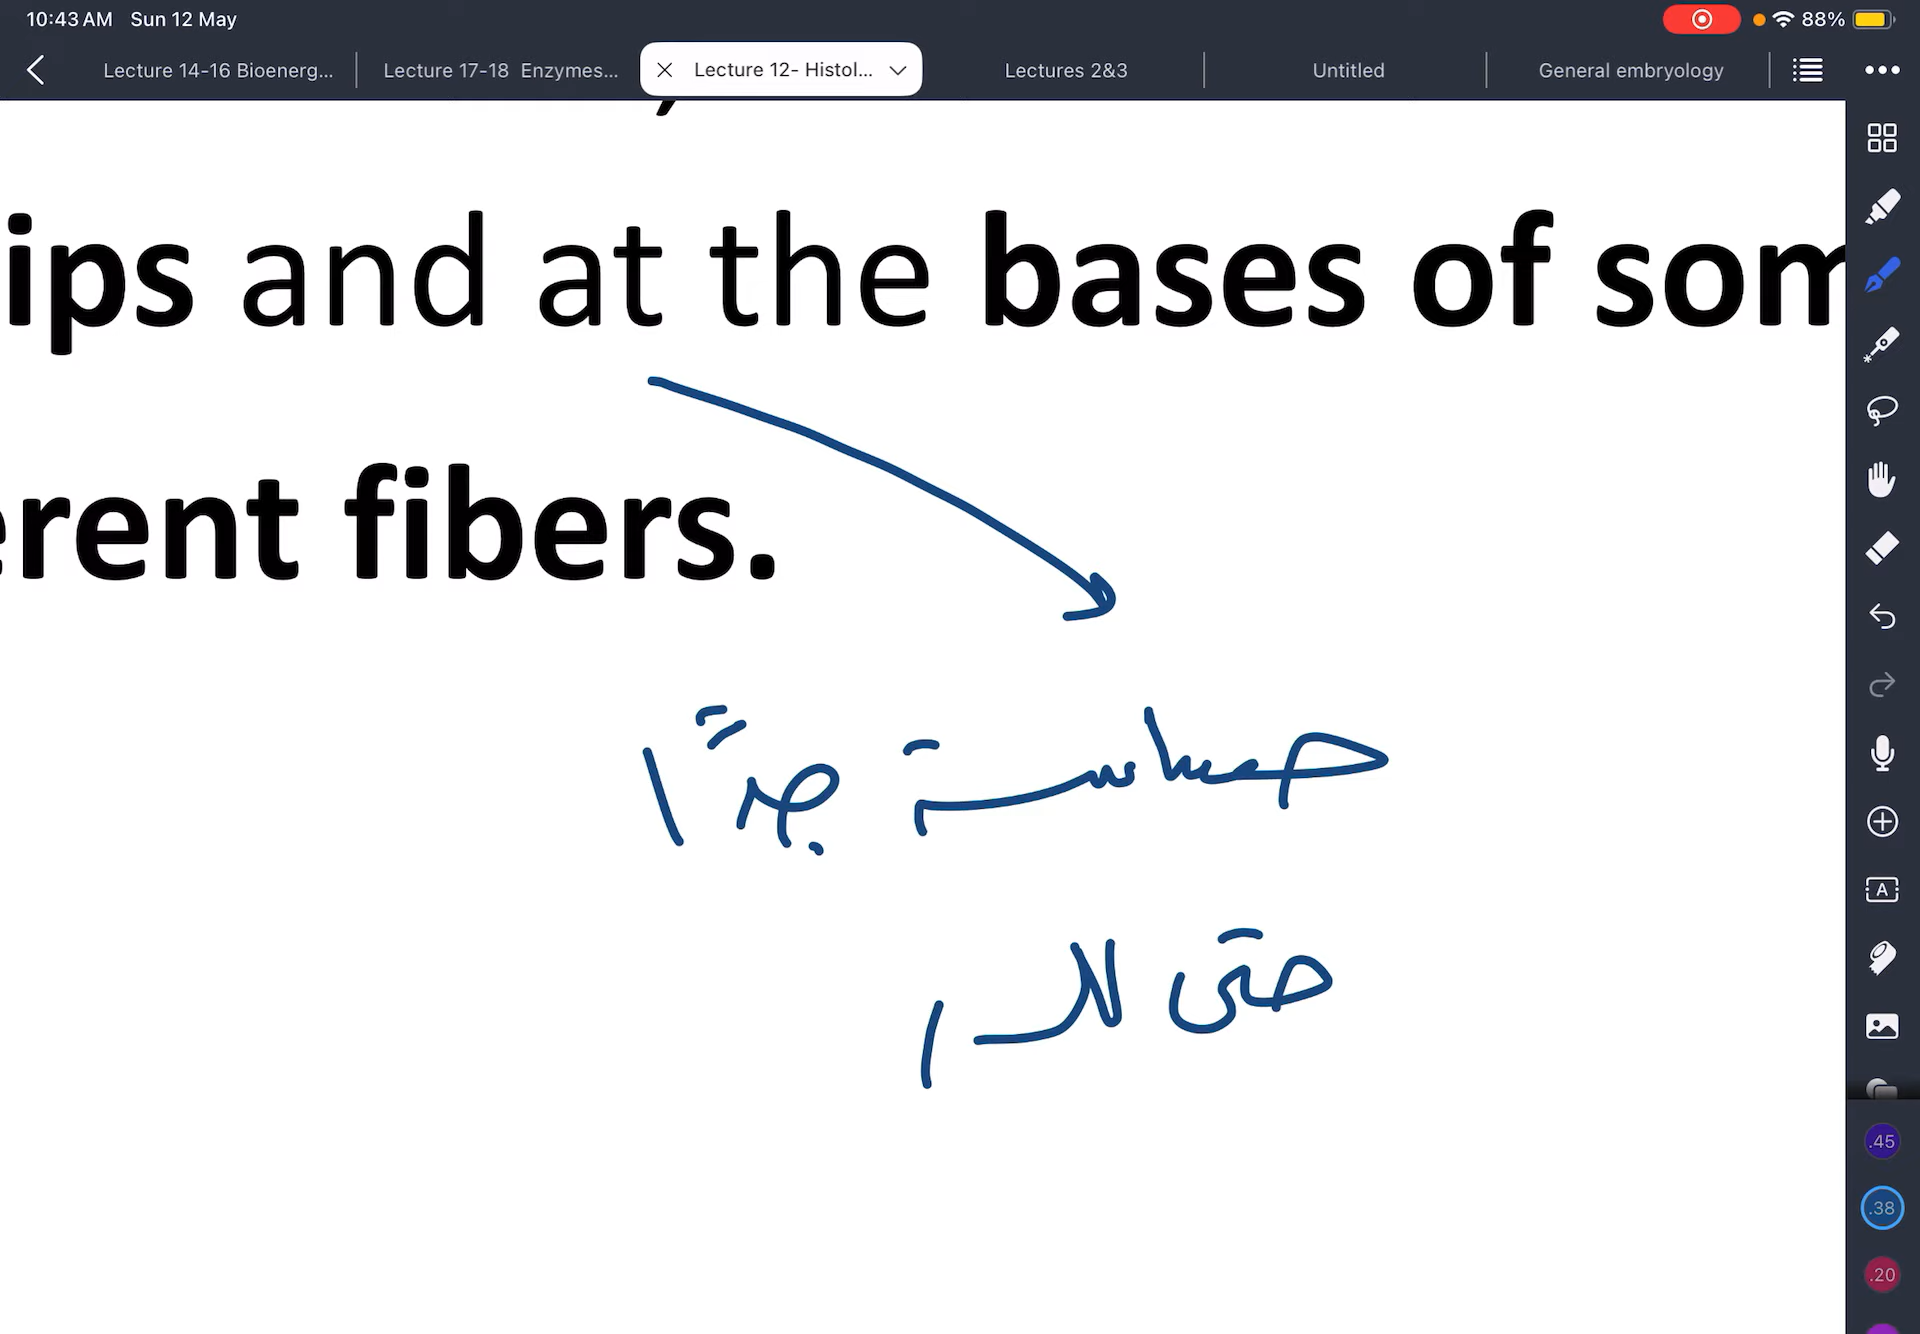 10:43 AM Sun 12 May 88%
Lecture 14-16 Bioenerg... Lecture 17-18 Enzymes... Lecture 12- Histol... Lectures 2&3 Untitled General embryology
ips and at the bases of som
erent fibers.
حساسة جدًا
حتى
A
.45
.38
.20